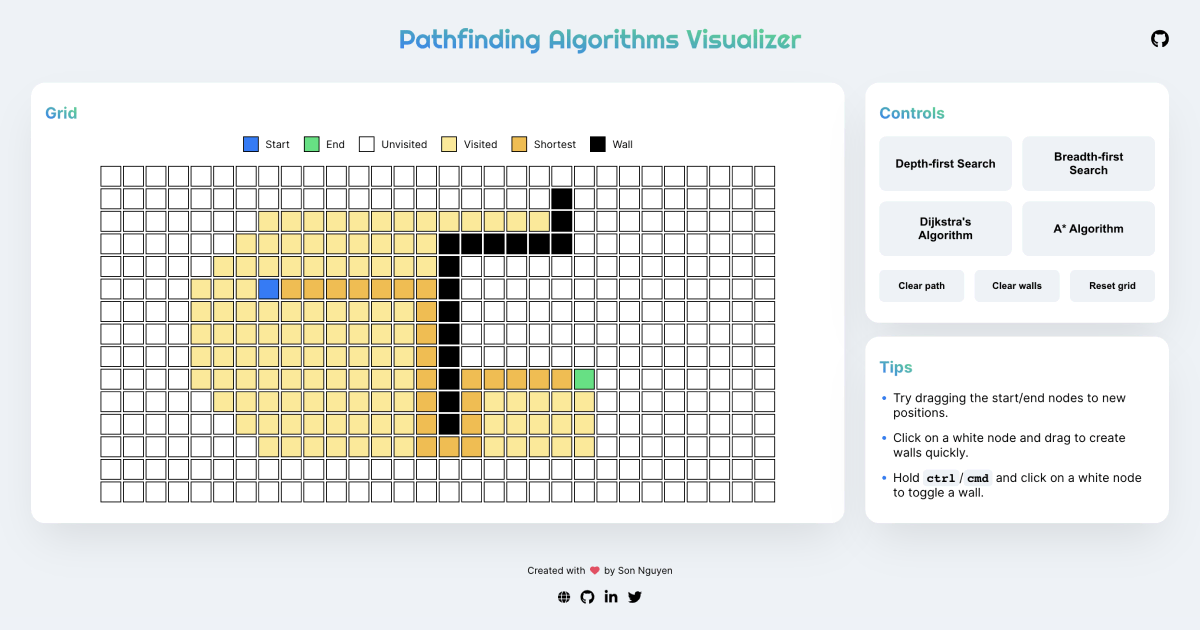 Pathfinding Algorithms Visualizer
Grid
Start End Unvisited Visited Shortest Wall
Controls
Depth-first Search
Breadth-first
Search
Dijkstra's
Algorithm
A* Algorithm
Clear path Clear walls Reset grid
Tips
• Try dragging the start/end nodes to new
positions.
• Click on a white node and drag to create
walls quickly.
• Hold ctrl / cmd and click on a white node
to toggle a wall.
Created with ❤ by Son Nguyen